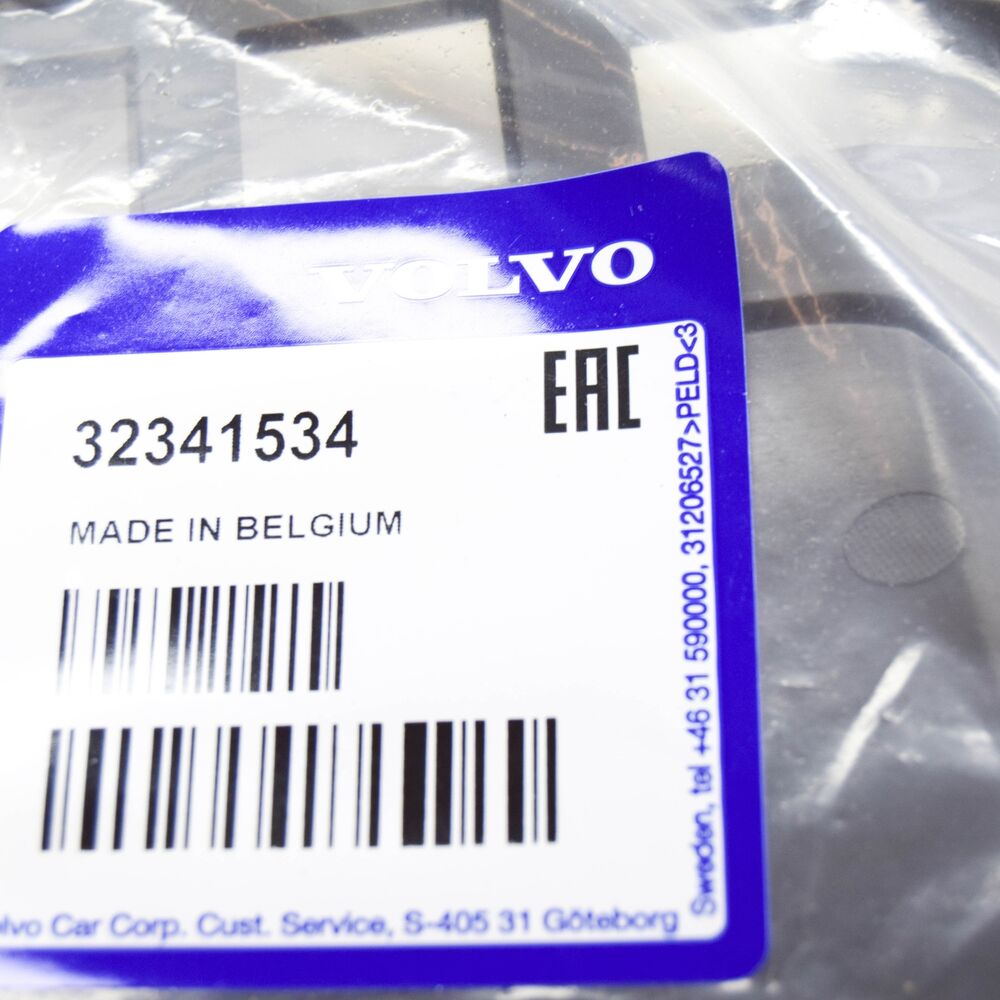 VOLVO
EAC
32341534
MADE IN BELGIUM
lvo Car Corp. Cust. Service, S-405 31 Göteborg
Sweden, tel +46 31 590000, 31206527>PELD<3